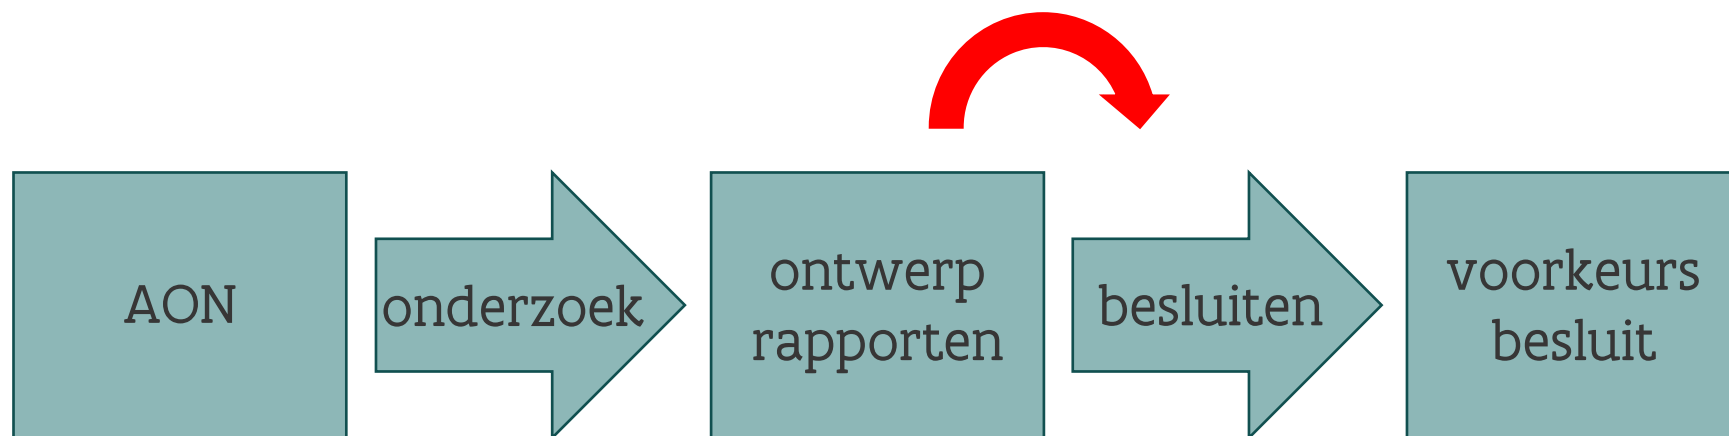 AON
onderzoek
ontwerp
rapporten
besluiten
voorkeurs
besluit